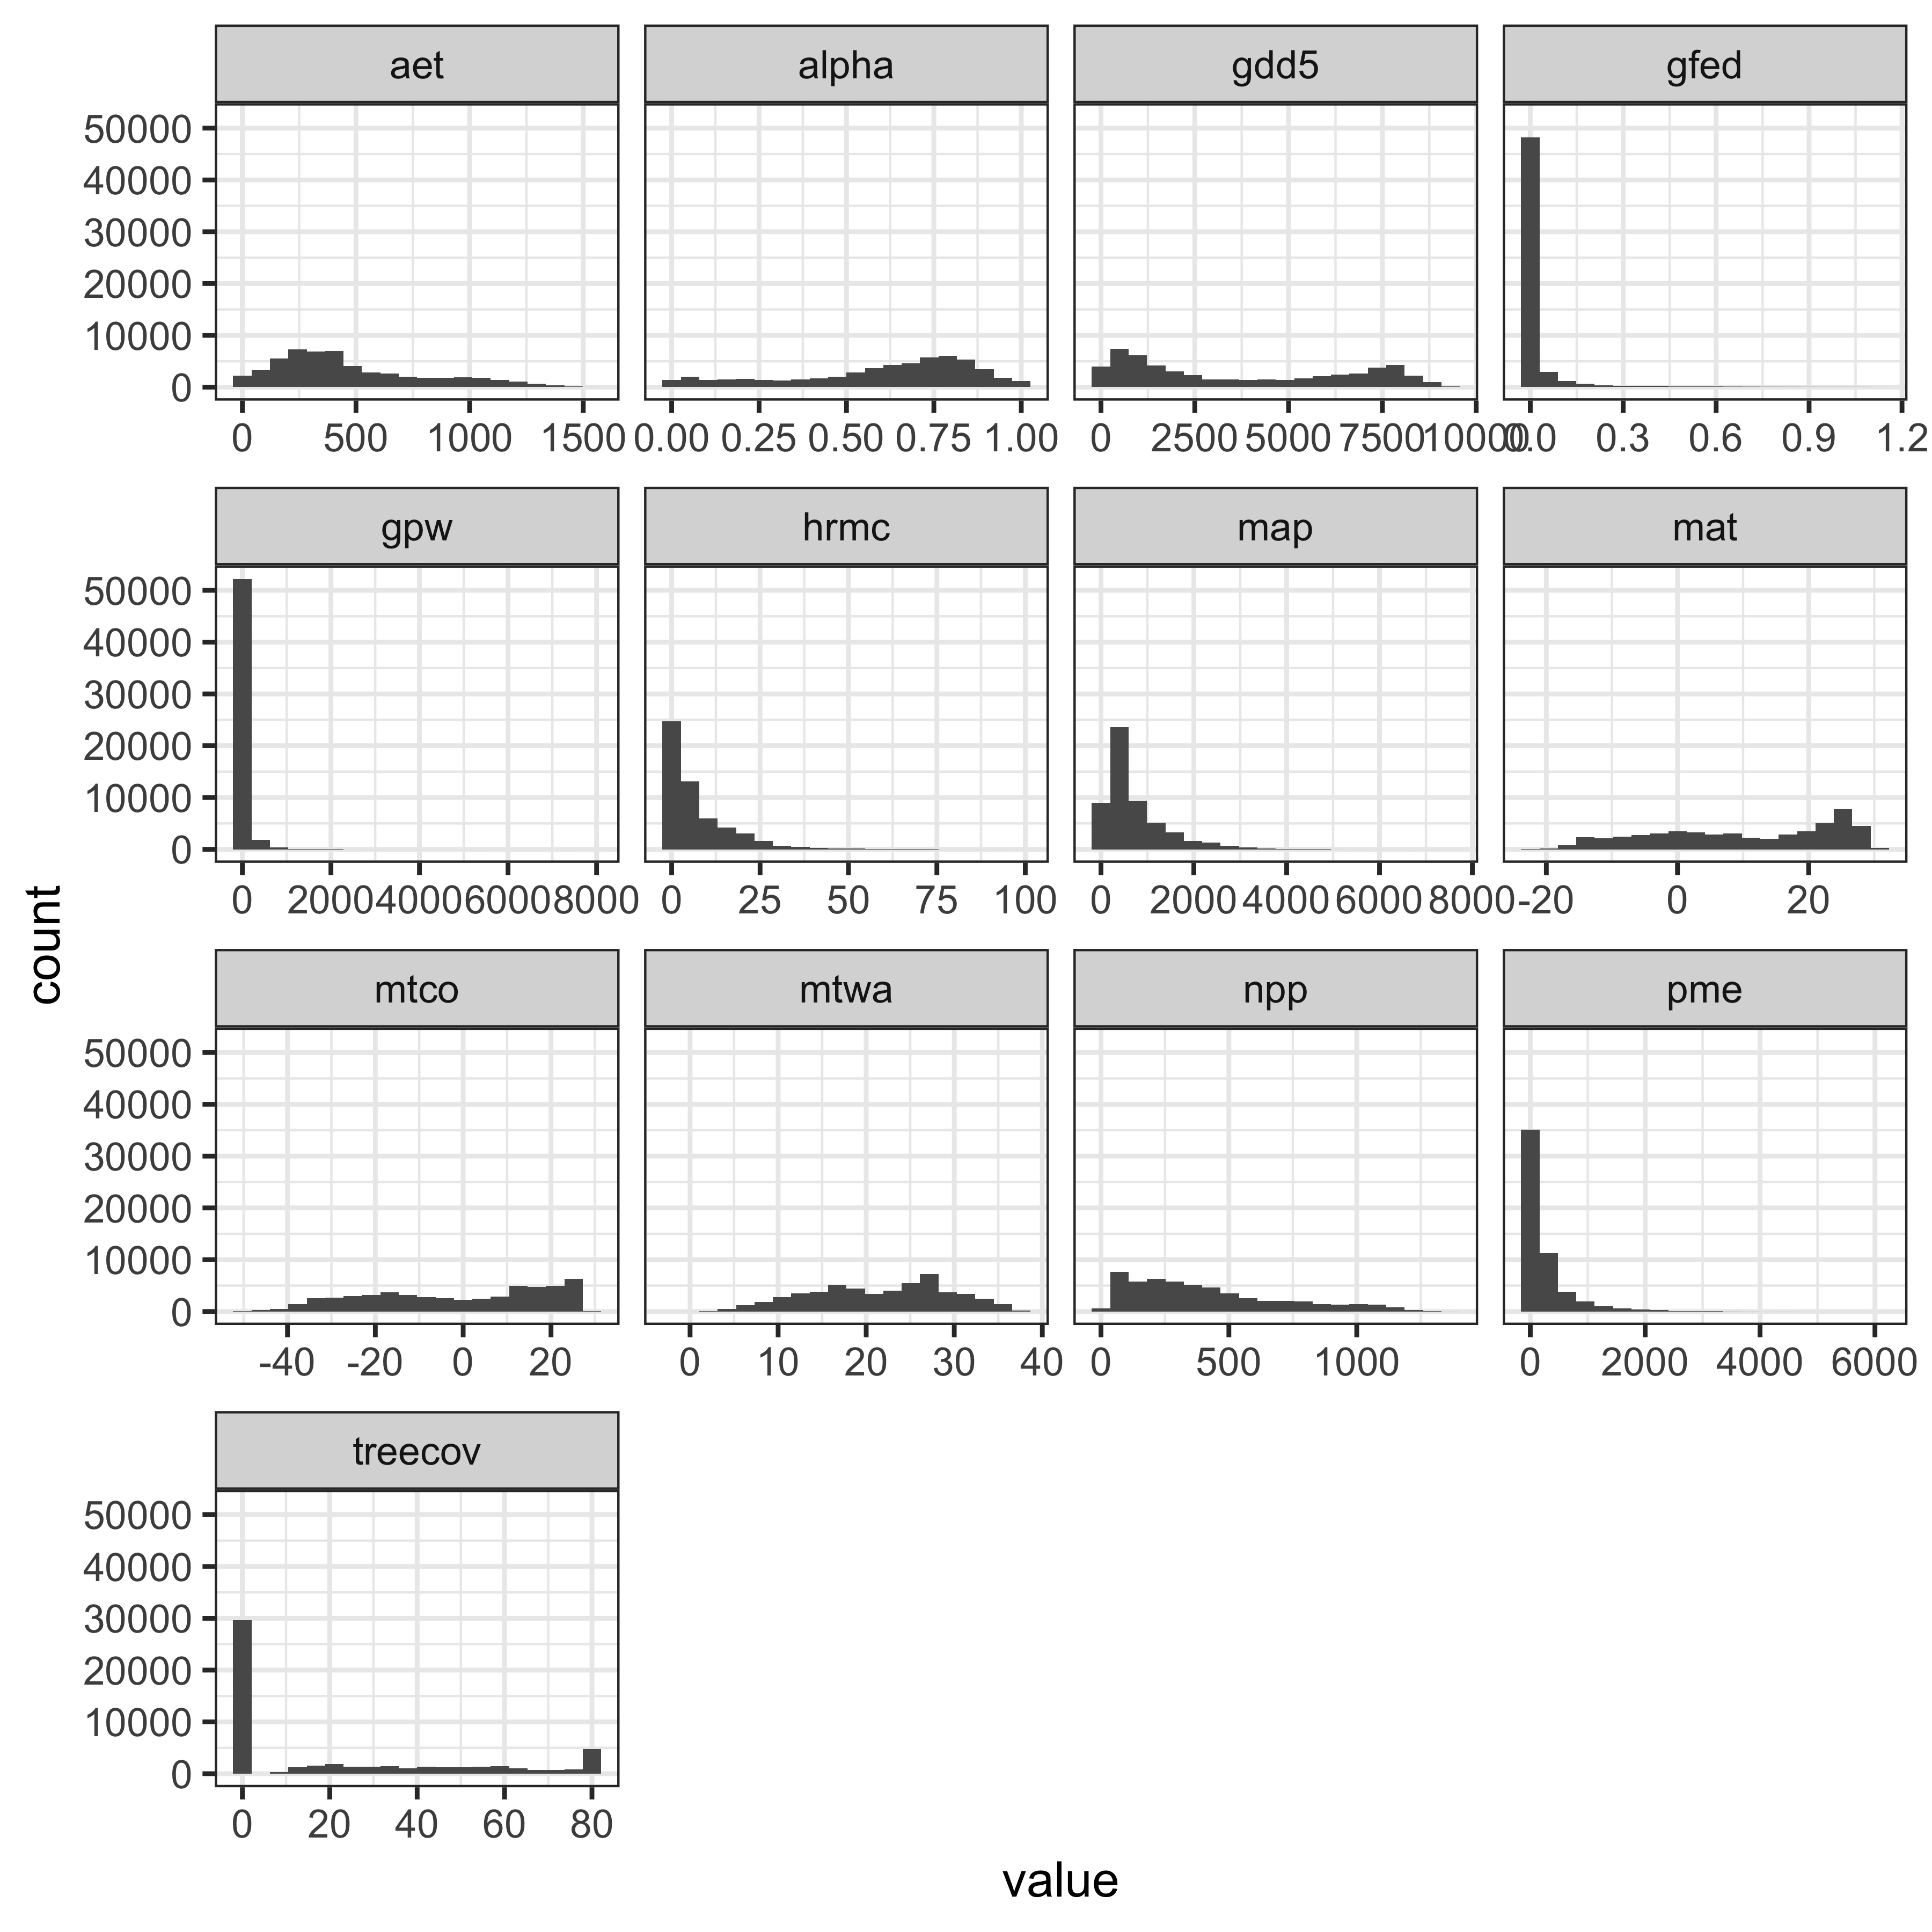 aet alpha gdd5 gfed
50000
40000
30000
20000
10000
0
0 500 1000 1500 0.00 0.25 0.50 0.75 1.00 0 2500 5000 7500 10000 0.0 0.3 0.6 0.9 1.2
gpw hrmc map mat
50000
40000
30000
20000
10000
0
0 2000 4000 6000 8000 0 25 50 75 100 0 2000 4000 6000 8000 -20 0 20
count
mtco mtwa npp pme
50000
40000
30000
20000
10000
0
-40 -20 0 20 0 10 20 30 40 0 500 1000 0 2000 4000 6000
treecov
50000
40000
30000
20000
10000
0
0 20 40 60 80
value